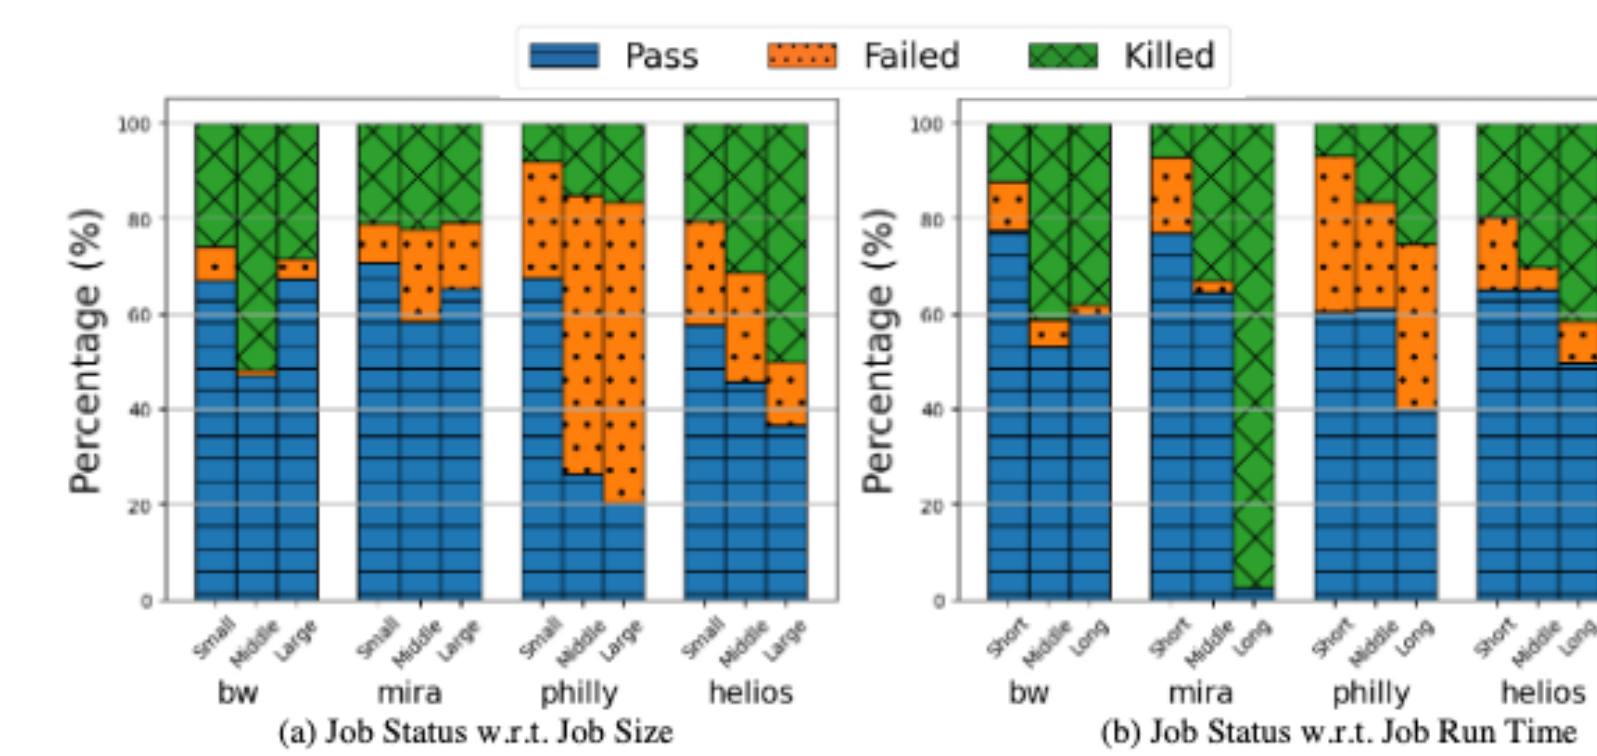 Pass Failed Killed
Percentage (%)
100
80
60
40
20
0
Small Middle Large Small Middle Large Small Middle Large Small Middle Large
bw mira philly helios
(a) Job Status w.r.t. Job Size
Percentage (%)
100
80
60
40
20
0
Short Middle Long Short Middle Long Short Middle Long Short Middle Long
bw mira philly helios
(b) Job Status w.r.t. Job Run Time